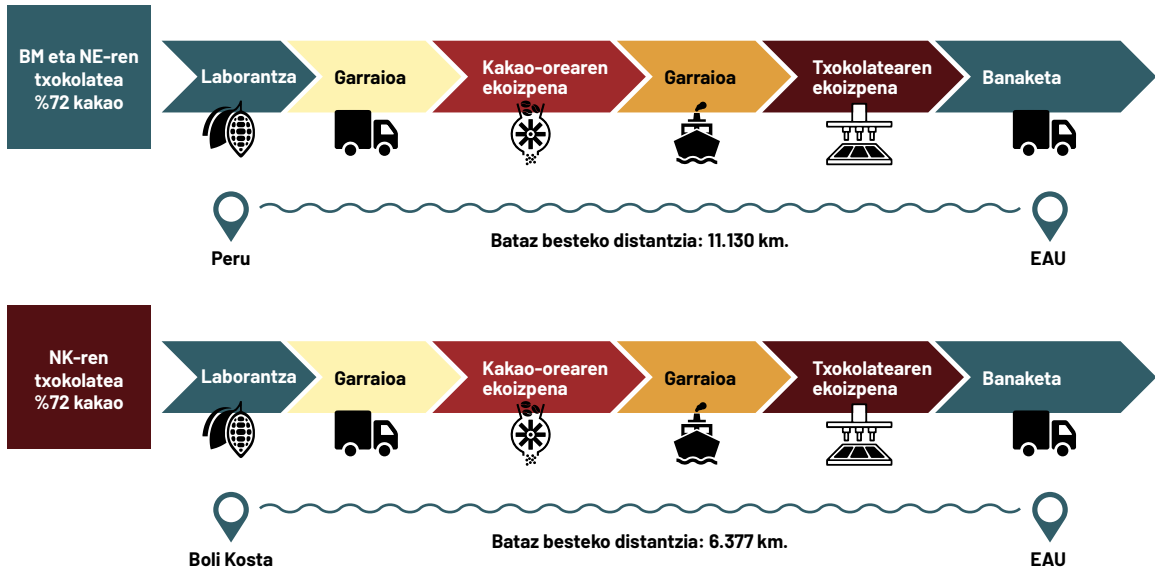 BM eta NE-ren
txokolatea
%72 kakao
Laborantza
Garraioa
Kakao-orearen
ekoizpena
Garraioa
Txokolatearen
ekoizpena
Banaketa
Bataz besteko distantzia: 11.130 km.
Peru
EAU
NK-ren
txokolatea
%72 kakao
Laborantza
Garraioa
Kakao-orearen
ekoizpena
Garraioa
Txokolatearen
ekoizpena
Banaketa
Bataz besteko distantzia: 6.377 km.
Boli Kosta
EAU